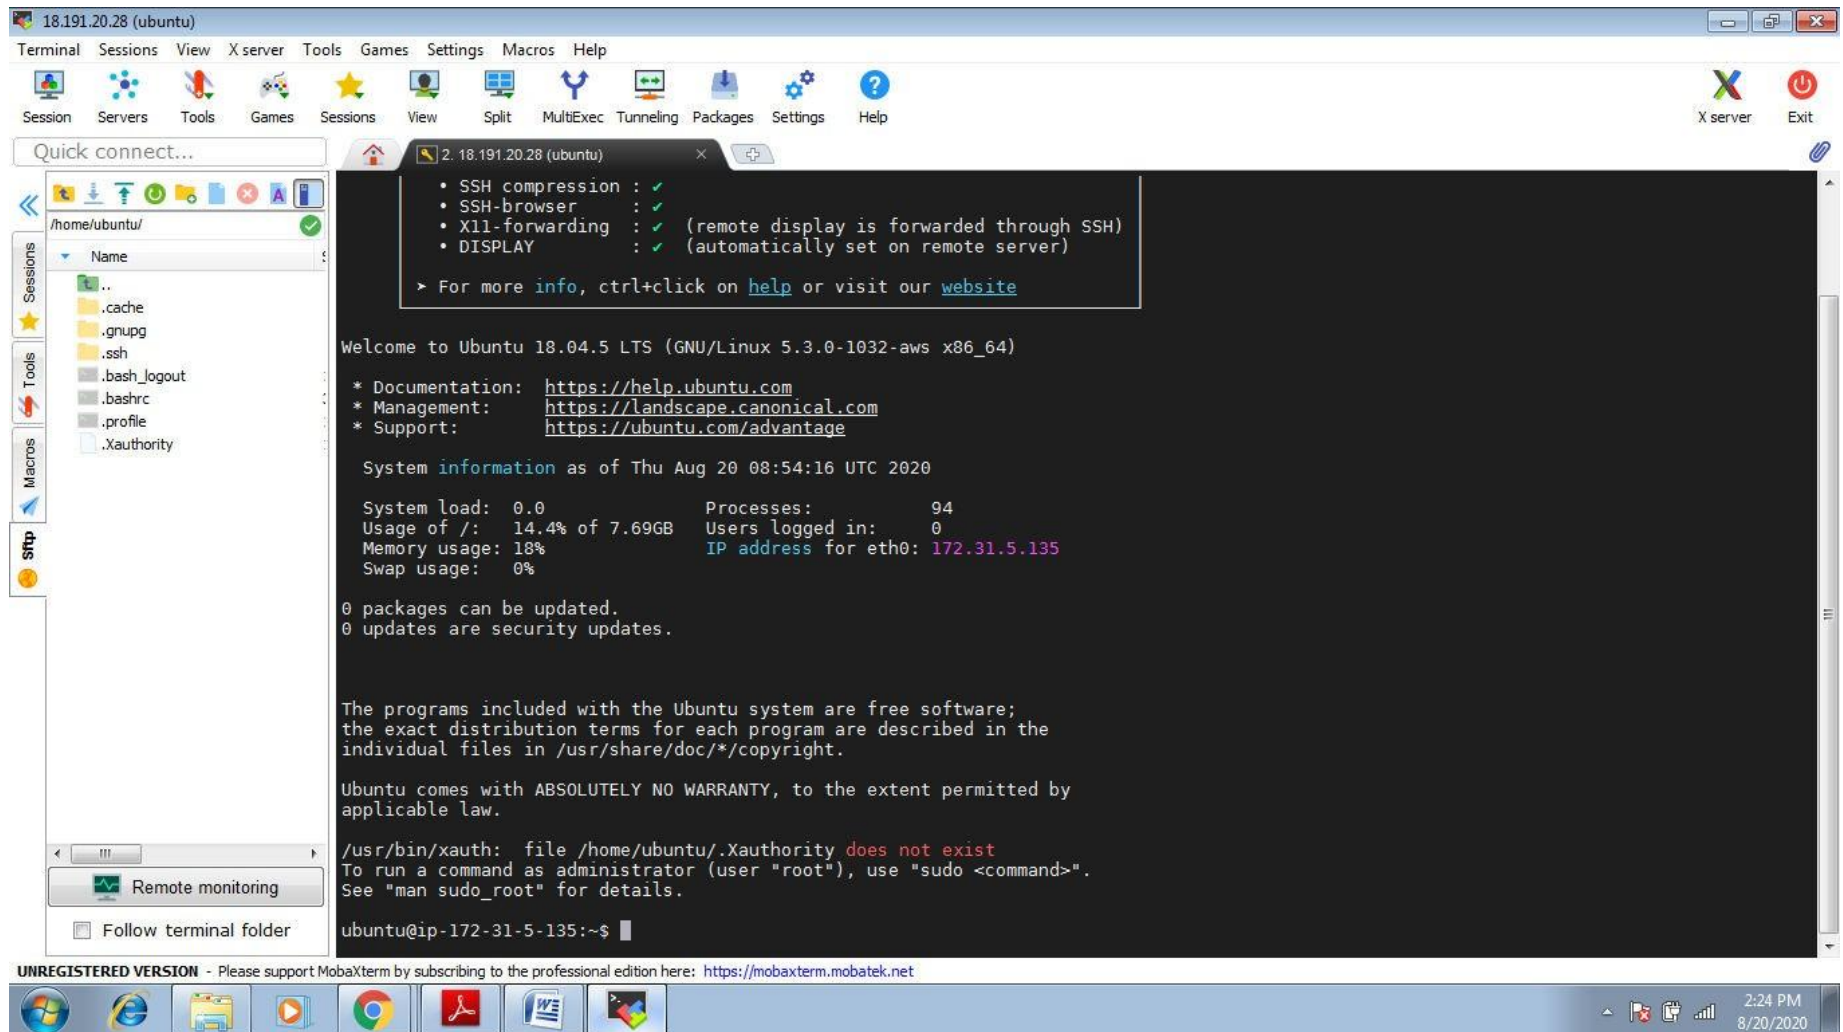 18.191.20.28 (ubuntu)
Terminal Sessions View X server Tools Games Settings Macros Help
Session Servers Tools Games Sessions View Split MultiExec Tunneling Packages Settings Help X server Exit
Quick connect...
2. 18.191.20.28 (ubuntu)
/home/ubuntu/
Name
..
.cache
.gnupg
.ssh
.bash_logout
.bashrc
.profile
.Xauthority
Sessions
Tools
Macros
Sftp
Remote monitoring
Follow terminal folder
• SSH compression : ✔
• SSH-browser : ✔
• X11-forwarding : ✔ (remote display is forwarded through SSH)
• DISPLAY : ✔ (automatically set on remote server)
➤ For more info, ctrl+click on help or visit our website
Welcome to Ubuntu 18.04.5 LTS (GNU/Linux 5.3.0-1032-aws x86_64)
* Documentation: https://help.ubuntu.com
* Management: https://landscape.canonical.com
* Support: https://ubuntu.com/advantage
System information as of Thu Aug 20 08:54:16 UTC 2020
System load: 0.0 Processes: 94
Usage of /: 14.4% of 7.69GB Users logged in: 0
Memory usage: 18% IP address for eth0: 172.31.5.135
Swap usage: 0%
0 packages can be updated.
0 updates are security updates.
The programs included with the Ubuntu system are free software;
the exact distribution terms for each program are described in the
individual files in /usr/share/doc/*/copyright.
Ubuntu comes with ABSOLUTELY NO WARRANTY, to the extent permitted by
applicable law.
/usr/bin/xauth: file /home/ubuntu/.Xauthority does not exist
To run a command as administrator (user "root"), use "sudo <command>".
See "man sudo_root" for details.
ubuntu@ip-172-31-5-135:~$
UNREGISTERED VERSION - Please support MobaXterm by subscribing to the professional edition here: https://mobaxterm.mobatek.net
2:24 PM
8/20/2020